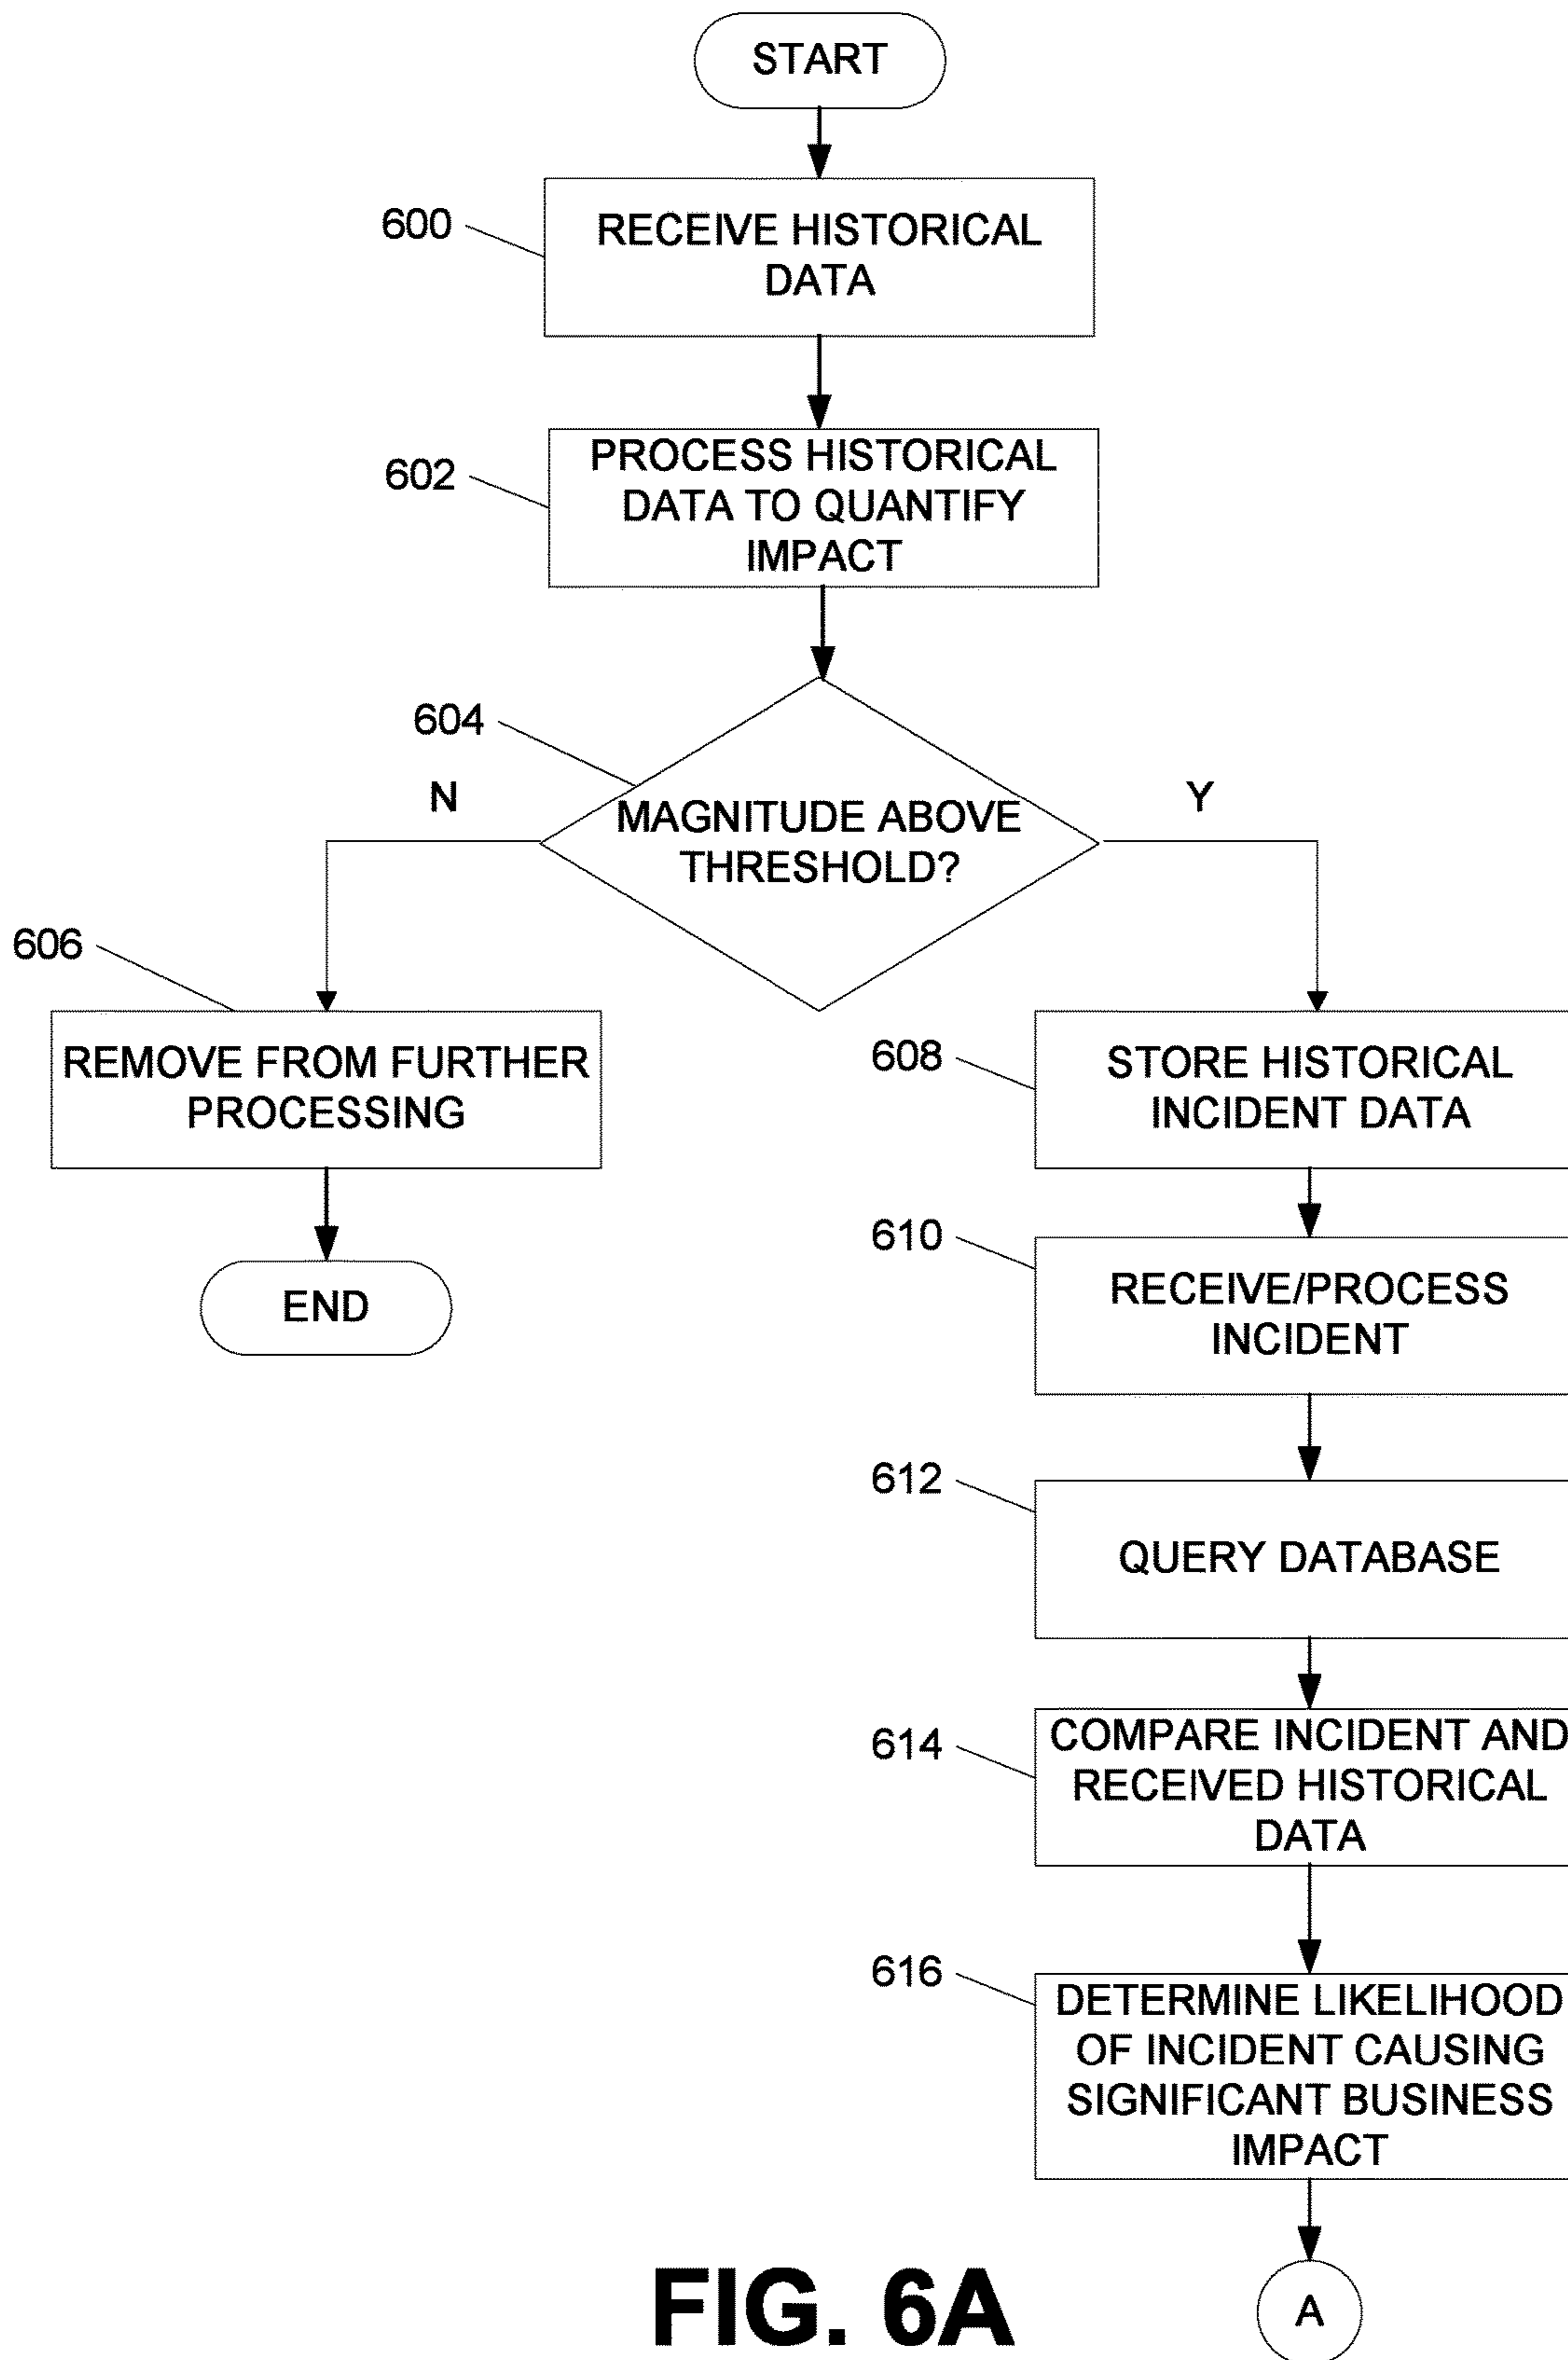 START
600
RECEIVE HISTORICAL
DATA
602
PROCESS HISTORICAL
DATA TO QUANTIFY
IMPACT
604
N
MAGNITUDE ABOVE
THRESHOLD?
Y
606
REMOVE FROM FURTHER
PROCESSING
END
608
STORE HISTORICAL
INCIDENT DATA
610
RECEIVE/PROCESS
INCIDENT
612
QUERY DATABASE
614
COMPARE INCIDENT AND
RECEIVED HISTORICAL
DATA
616
DETERMINE LIKELIHOOD
OF INCIDENT CAUSING
SIGNIFICANT BUSINESS
IMPACT
A
FIG. 6A